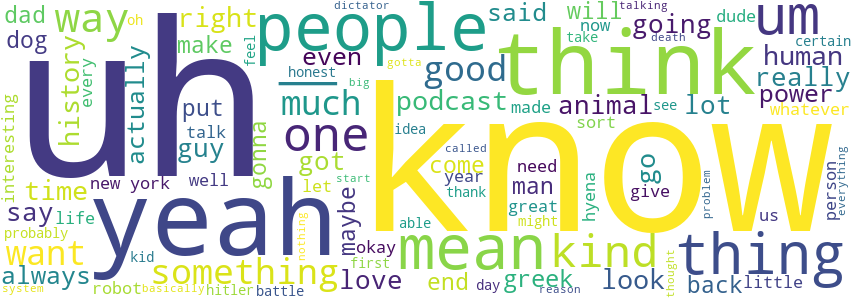 dictator talking
dad way oh right people said will now um going dude
dog make feel take death certain
uh think human
history every actually honest gotta even good really
interesting put much big podcast made animal see lot power whatever
talk one idea sort
guy know
gonna got come need go person everything
time new york well let start year man give
say life yeah maybe able thank great hyena problem us
probably want nothing okay might mean kind thing
kid something first called love end day greek look thought back little
always robot hitler battle reason
system basically